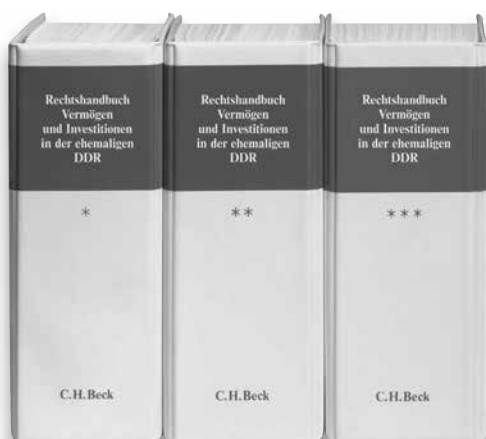 Rechtshandbuch
Vermögen
und Investitionen
in der ehemaligen
DDR
*
C.H.Beck
Rechtshandbuch
Vermögen
und Investitionen
in der ehemaligen
DDR
**
C.H.Beck
Rechtshandbuch
Vermögen
und Investitionen
in der ehemaligen
DDR
***
C.H.Beck